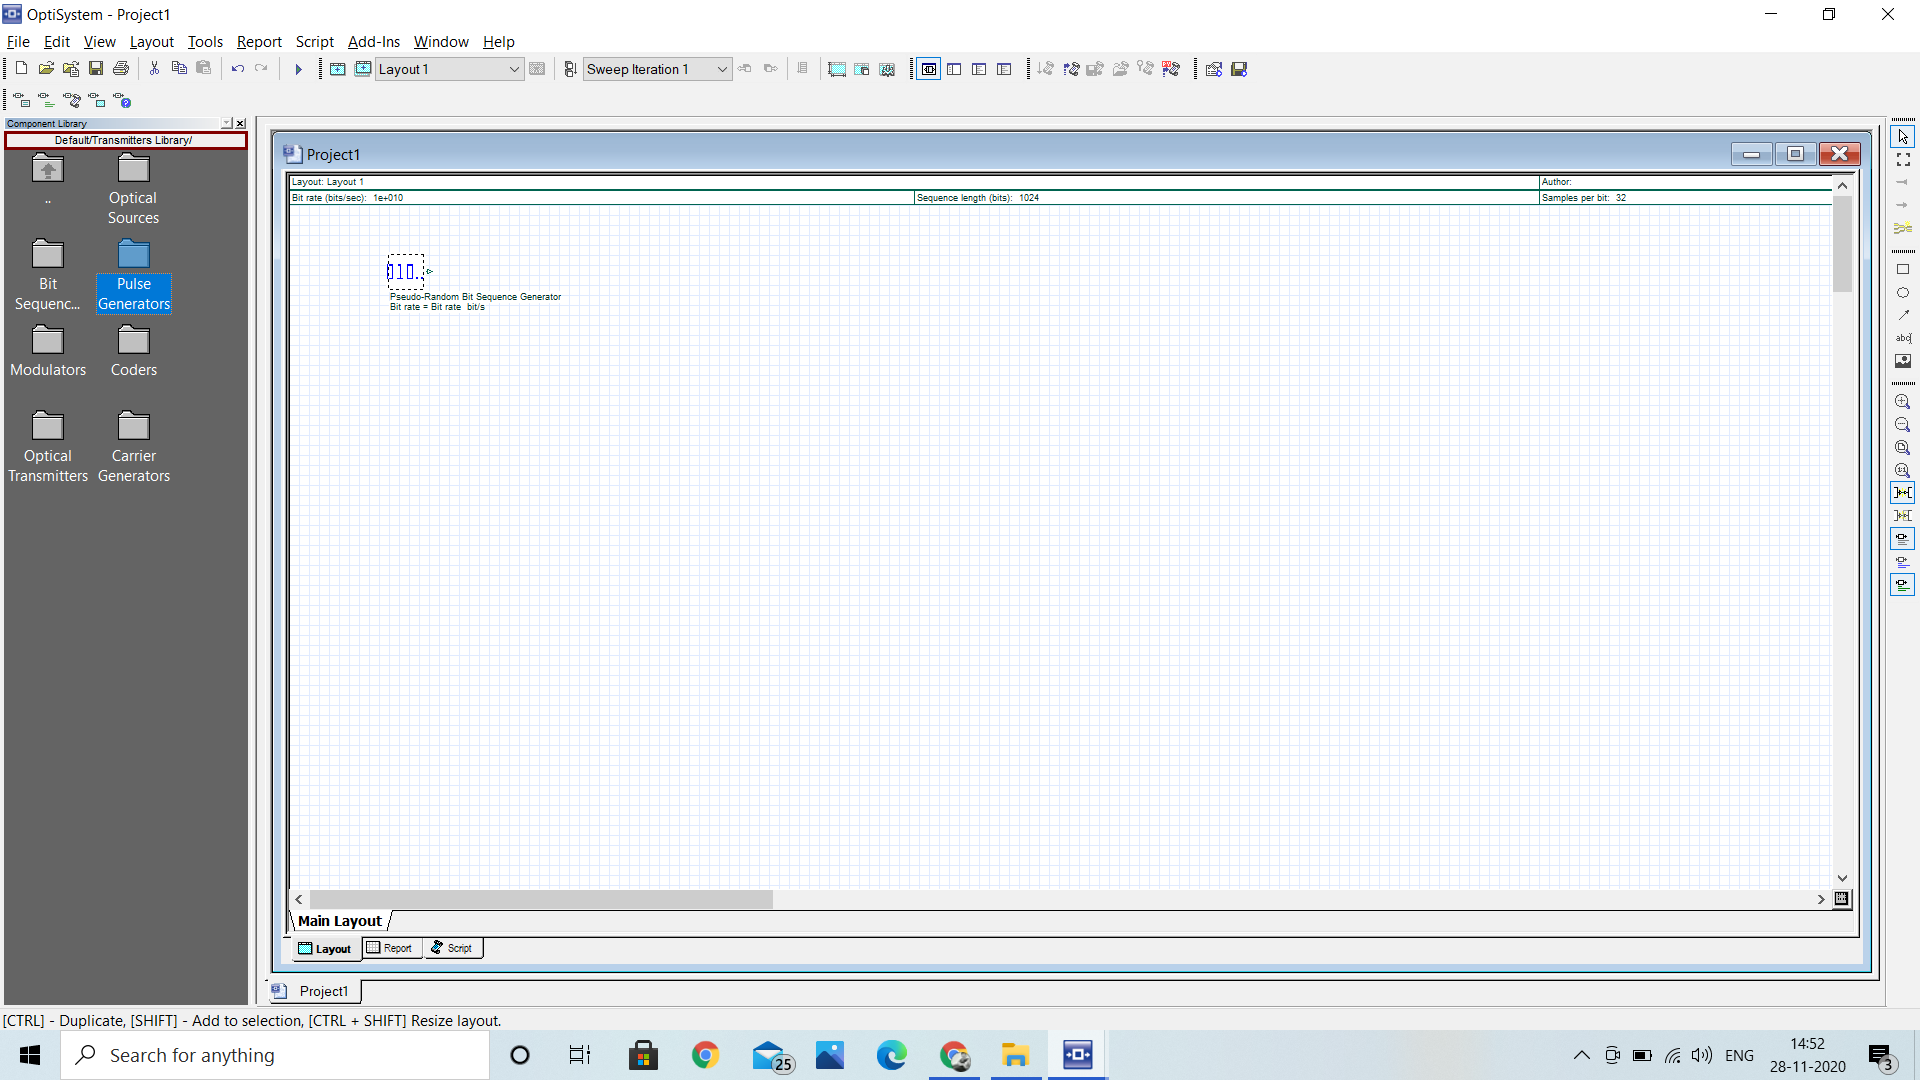 OptiSystem - Project1
File Edit View Layout Tools Report Script Add-Ins Window Help
Layout 1
Sweep Iteration 1
Component Library
Default/Transmitters Library/
..
Optical Sources
Bit Sequenc...
Pulse Generators
Modulators
Coders
Optical Transmitters
Carrier Generators
Project1
Layout: Layout 1
Author:
Bit rate (bits/sec): 1e+010
Sequence length (bits): 1024
Samples per bit: 32
Pseudo-Random Bit Sequence Generator
Bit rate = Bit rate bit/s
Main Layout
Layout
Report
Script
Project1
[CTRL] - Duplicate, [SHIFT] - Add to selection, [CTRL + SHIFT] Resize layout.
Search for anything
25
ENG
14:52
28-11-2020
3